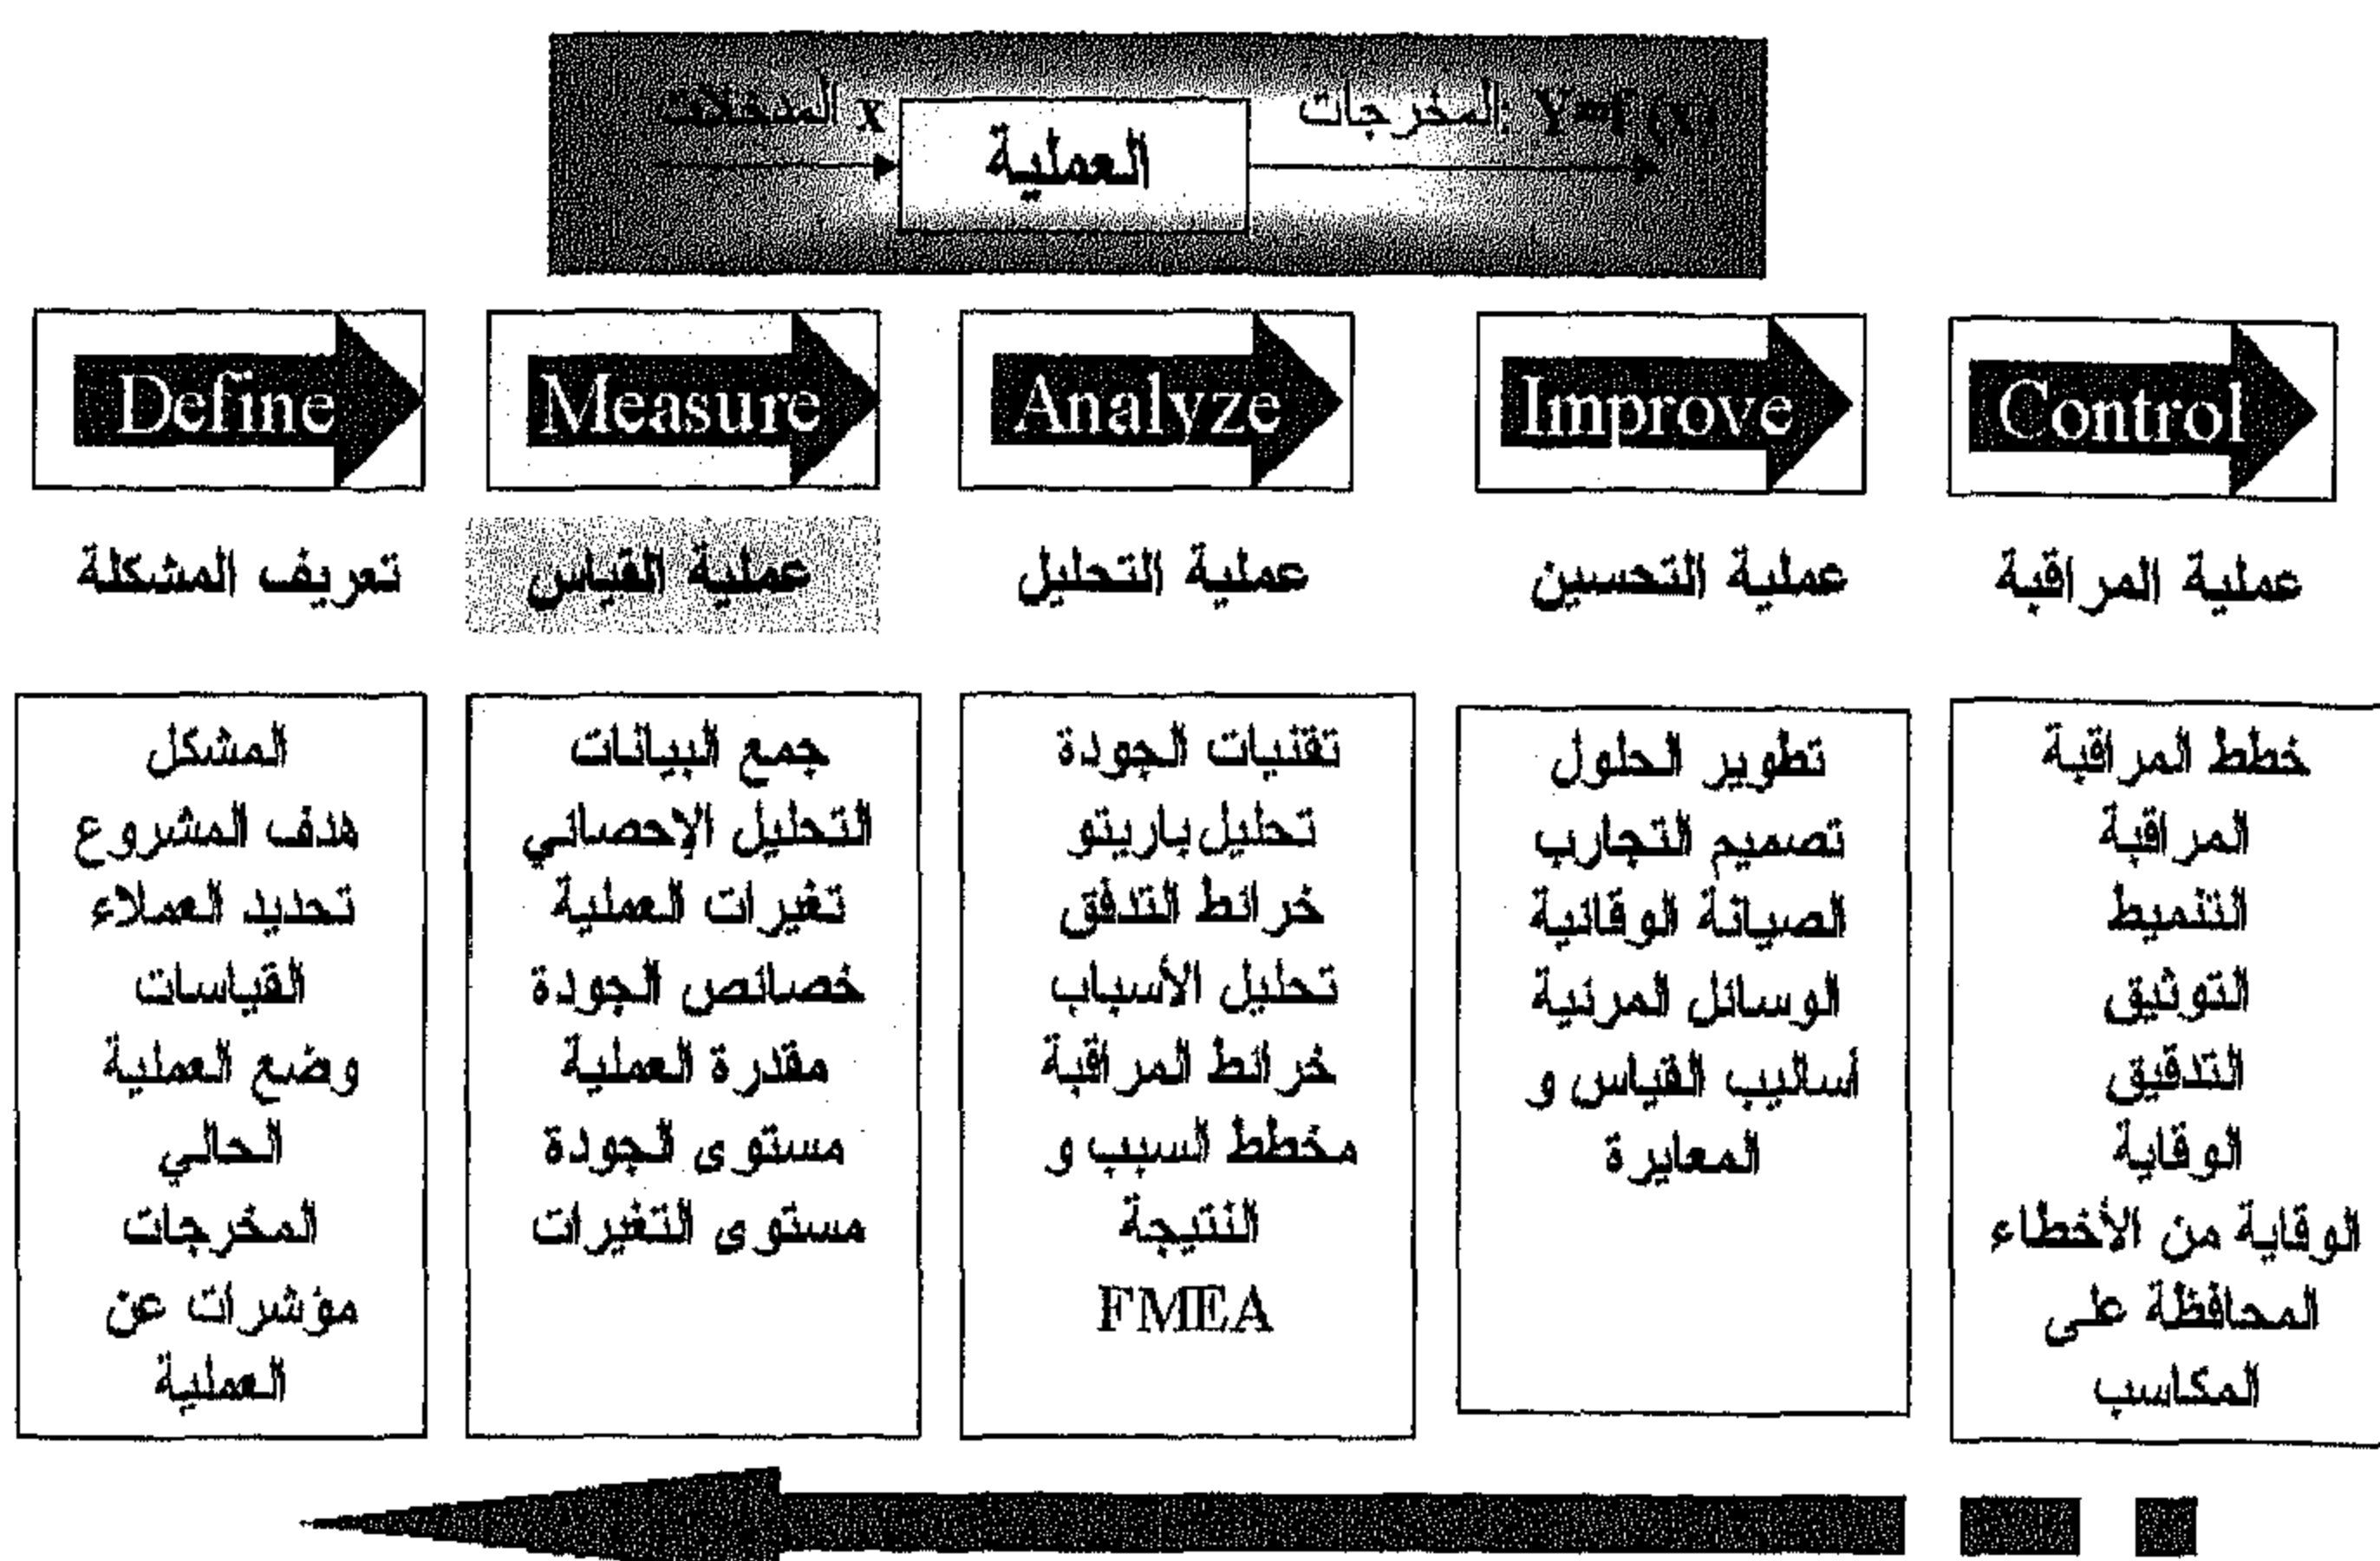 x المدخلات
العملية
المخرجات: Y=F (x)
Define
Measure
Analyze
Improve
Control
تعريف المشكلة
عملية القياس
عملية التحليل
عملية التحسين
عملية المراقبة
المشكل
هدف المشروع
تحديد العملاء
القياسات
وضع العملية
الحالي
المخرجات
مؤشرات عن
العملية
جمع البيانات
التحليل الإحصائي
تغيرات العملية
خصائص الجودة
مقدرة العملية
مستوى الجودة
مستوى التغيرات
تقنيات الجودة
تحليل باريتو
خرائط التدفق
تحليل الأسباب
خرائط المراقبة
مخطط السبب و
النتيجة
FMEA
تطوير الحلول
تصميم التجارب
الصيانة الوقائية
الوسائل المرئية
أساليب القياس و
المعايرة
خطط المراقبة
المراقبة
التنميط
التوثيق
التدقيق
الوقاية
الوقاية من الأخطاء
المحافظة على
المكاسب